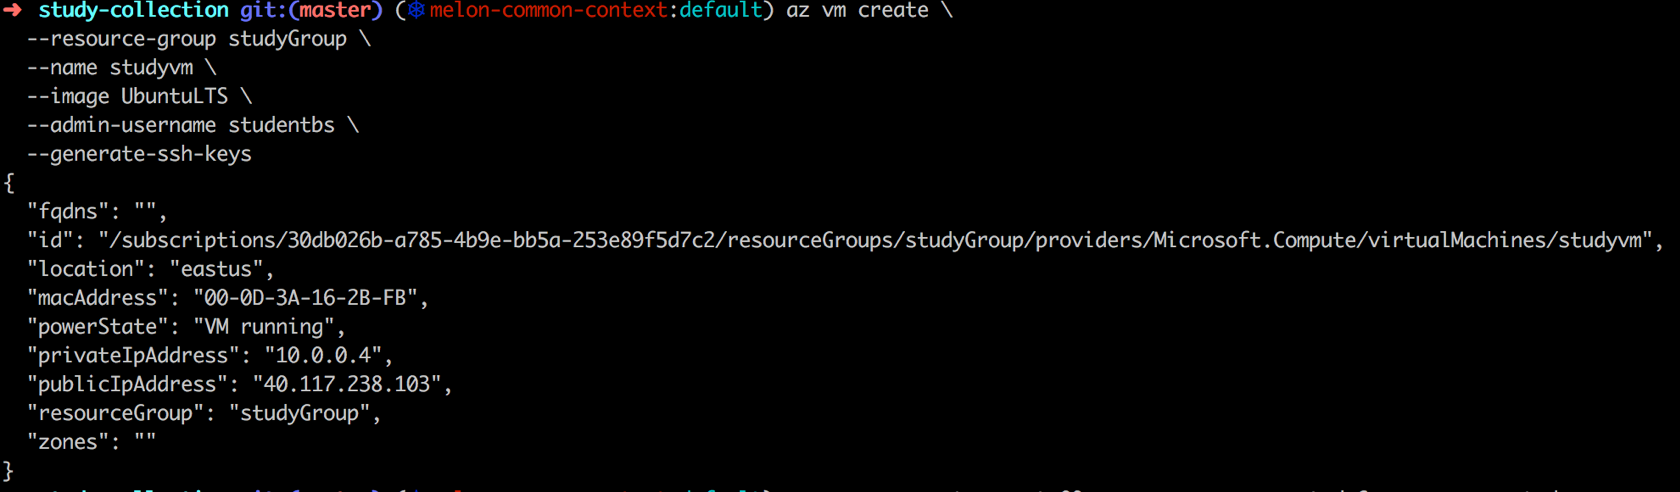 ➜ study-collection git:(master) (⎈ melon-common-context:default) az vm create \
  --resource-group studyGroup \
  --name studyvm \
  --image UbuntuLTS \
  --admin-username studentbs \
  --generate-ssh-keys
{
  "fqdns": "",
  "id": "/subscriptions/30db026b-a785-4b9e-bb5a-253e89f5d7c2/resourceGroups/studyGroup/providers/Microsoft.Compute/virtualMachines/studyvm",
  "location": "eastus",
  "macAddress": "00-0D-3A-16-2B-FB",
  "powerState": "VM running",
  "privateIpAddress": "10.0.0.4",
  "publicIpAddress": "40.117.238.103",
  "resourceGroup": "studyGroup",
  "zones": ""
}